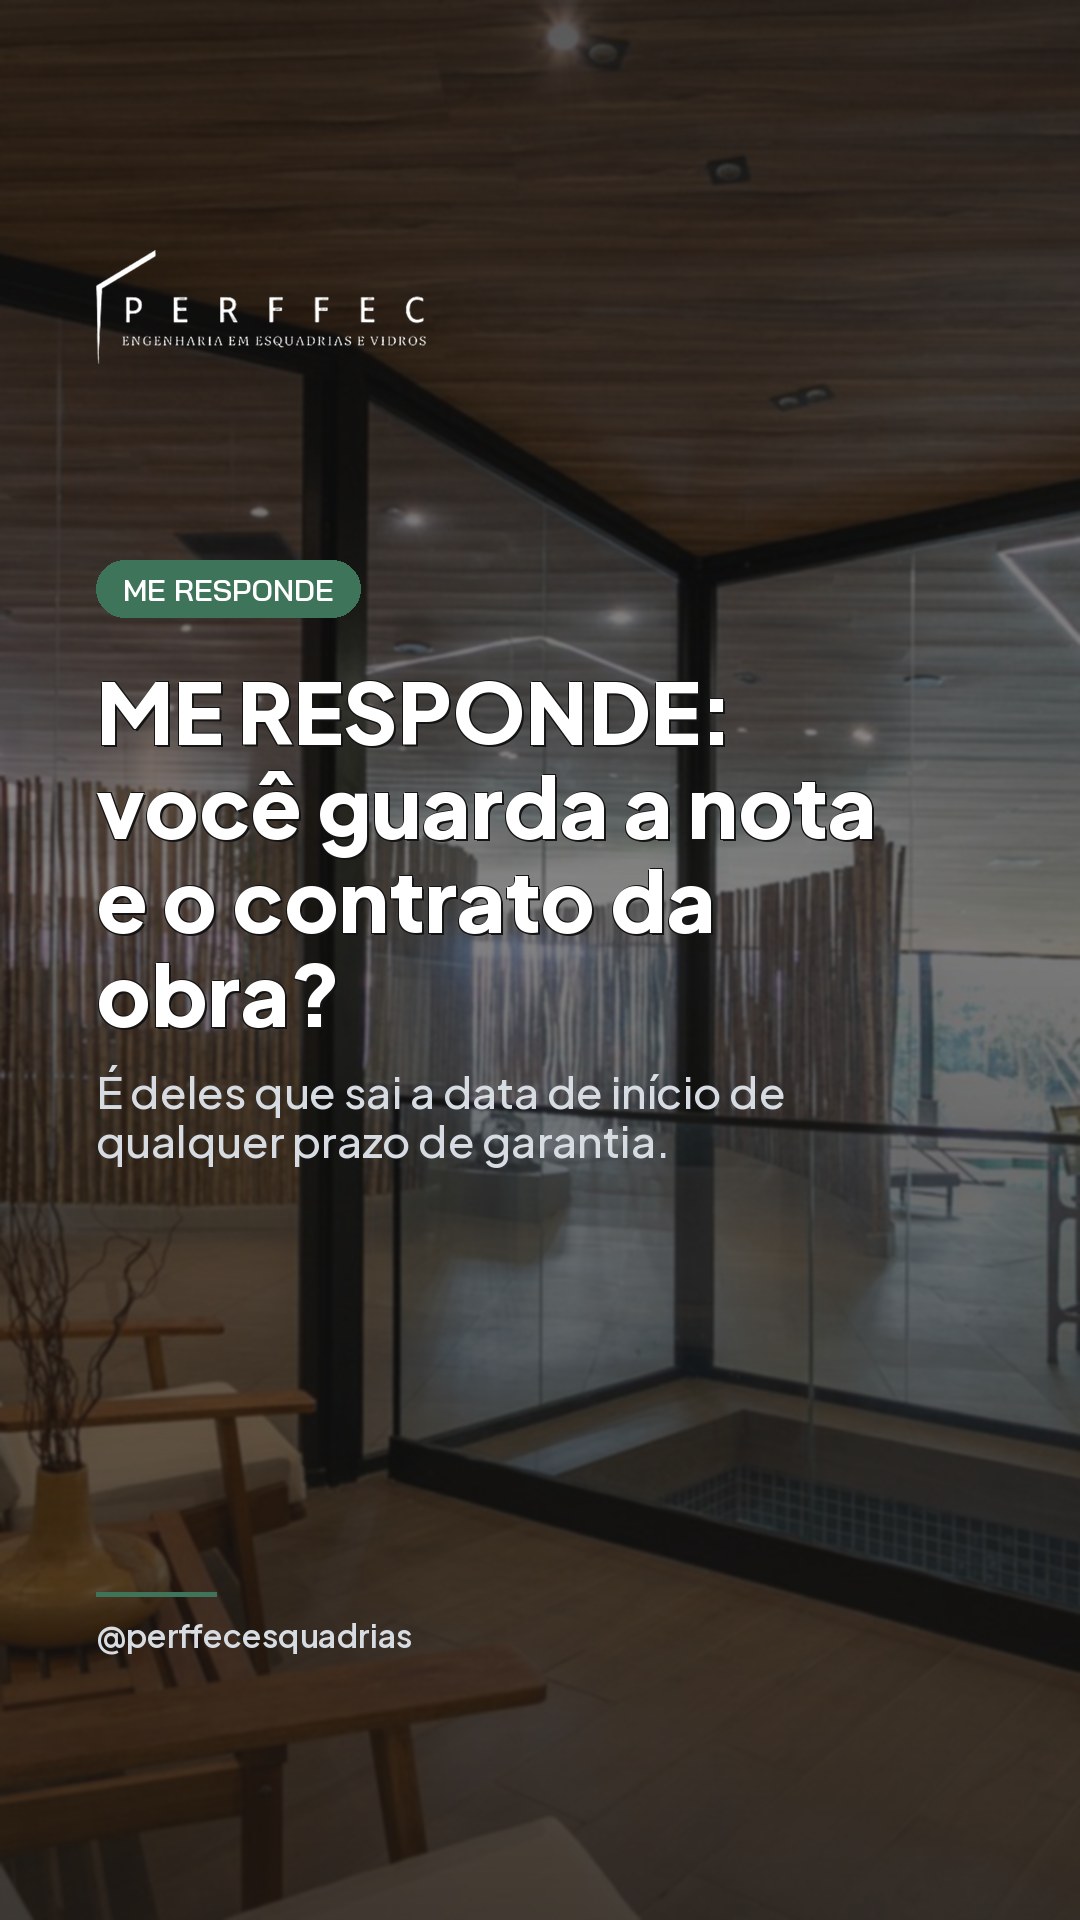 PERFFEC
ENGENHARIA EM ESQUADRIAS E VIDROS
ME RESPONDE
ME RESPONDE:
você guarda a nota
e o contrato da
obra?
É deles que sai a data de início de
qualquer prazo de garantia.
@perffecesquadrias